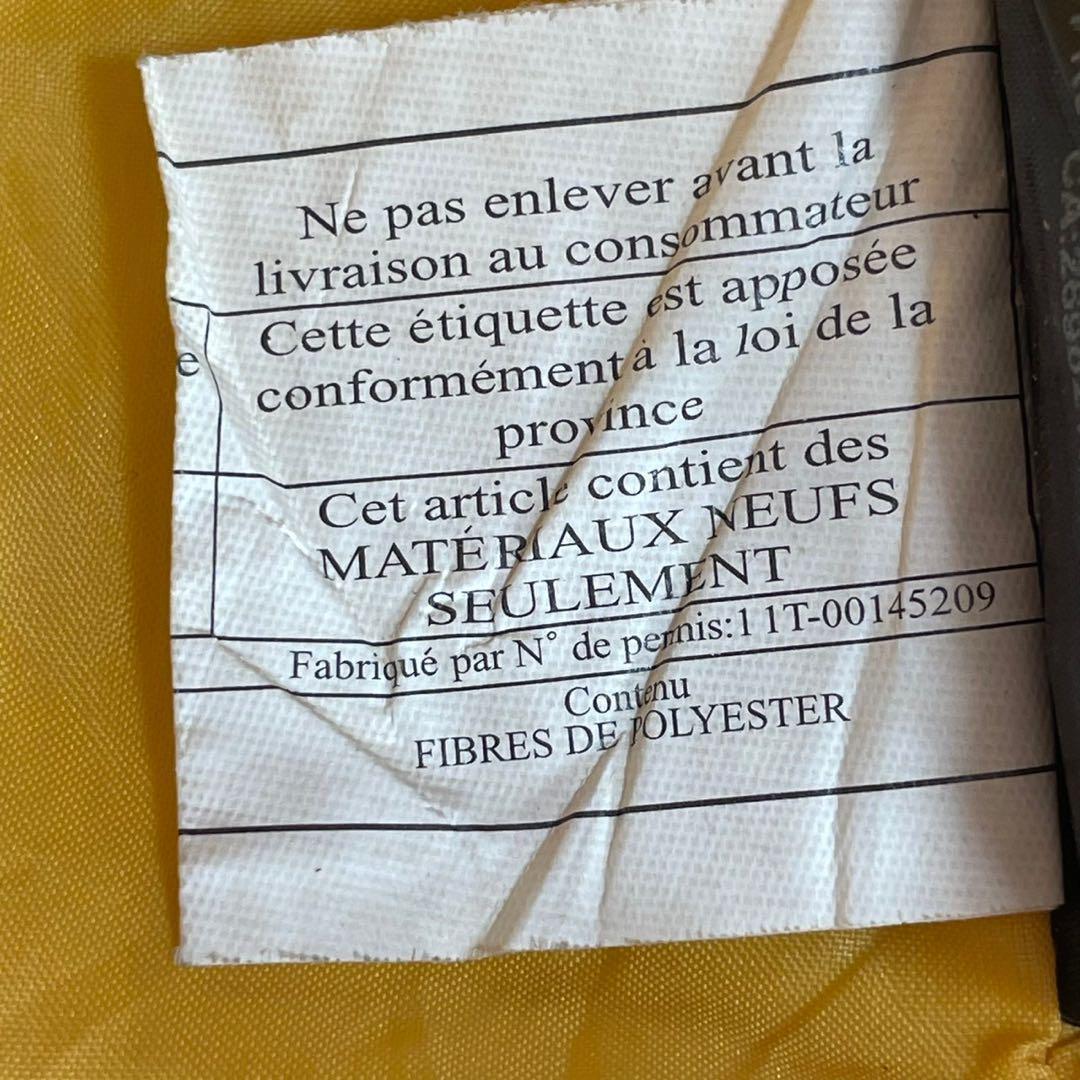 Ne pas enlever avant la
livraison au consommateur
Cette étiquette est apposée
conformément à la loi de la
province
e
Cet article contient des
MATÉRIAUX NEUFS
SEULEMENT
Fabriqué par N° de permis:11T-00145209
Contenu
FIBRES DE POLYESTER